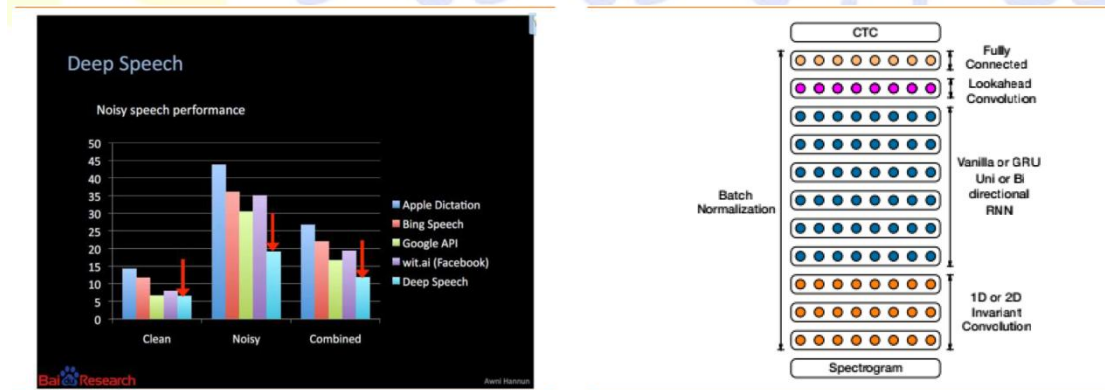 Deep Speech
Noisy speech performance
50
45
40
35
30
25
20
15
10
5
0
Clean
Noisy
Combined
Apple Dictation
Bing Speech
Google API
wit.ai (Facebook)
Deep Speech
Bai Research
Awni Hannun
CTC
Fully
Connected
Lookahead
Convolution
Vanilla or GRU
Uni or Bi
directional
RNN
Batch
Normalization
1D or 2D
Invariant
Convolution
Spectrogram